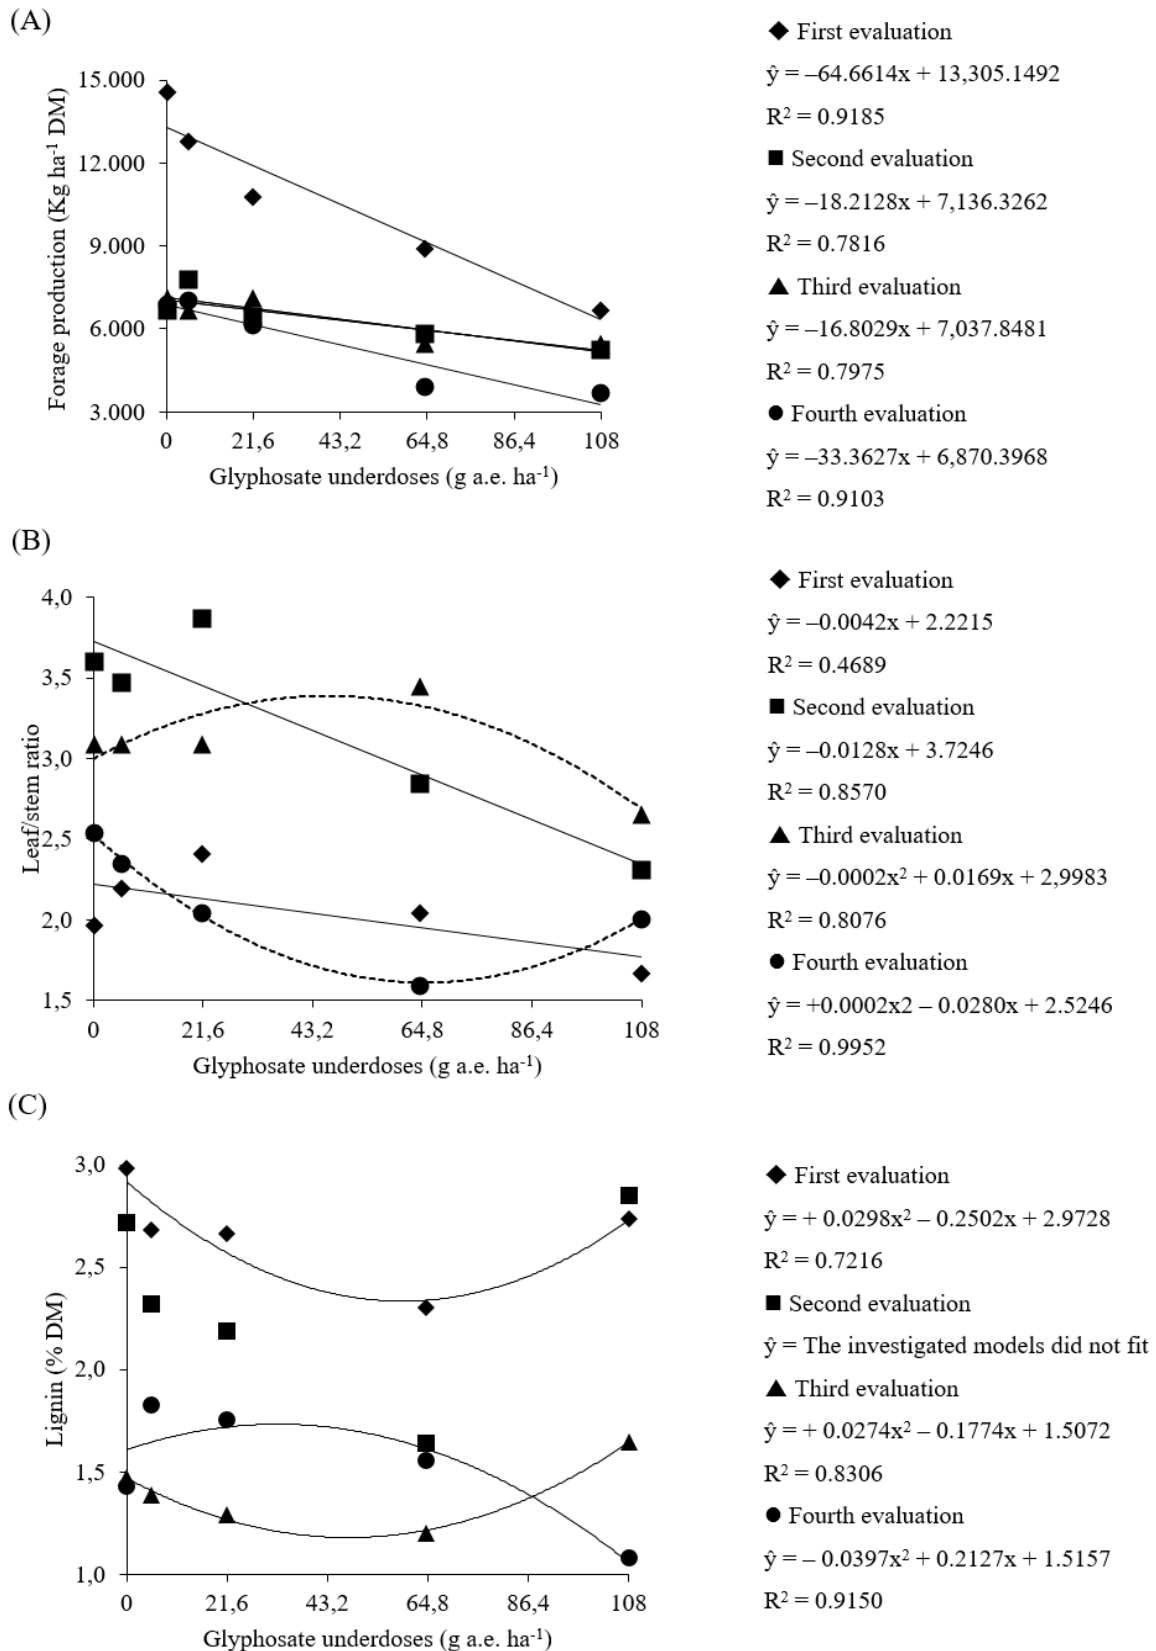 (A)
15.000
12.000
9.000
6.000
3.000
Forage production (Kg ha⁻¹ DM)
0 21,6 43,2 64,8 86,4 108
Glyphosate underdoses (g a.e. ha⁻¹)
◆ First evaluation
ŷ = –64.6614x + 13,305.1492
R² = 0.9185
■ Second evaluation
ŷ = –18.2128x + 7,136.3262
R² = 0.7816
▲ Third evaluation
ŷ = –16.8029x + 7,037.8481
R² = 0.7975
● Fourth evaluation
ŷ = –33.3627x + 6,870.3968
R² = 0.9103
(B)
4,0
3,5
3,0
2,5
2,0
1,5
Leaf/stem ratio
0 21,6 43,2 64,8 86,4 108
Glyphosate underdoses (g a.e. ha⁻¹)
◆ First evaluation
ŷ = –0.0042x + 2.2215
R² = 0.4689
■ Second evaluation
ŷ = –0.0128x + 3.7246
R² = 0.8570
▲ Third evaluation
ŷ = –0.0002x² + 0.0169x + 2,9983
R² = 0.8076
● Fourth evaluation
ŷ = +0.0002x2 – 0.0280x + 2.5246
R² = 0.9952
(C)
3,0
2,5
2,0
1,5
1,0
Lignin (% DM)
0 21,6 43,2 64,8 86,4 108
Glyphosate underdoses (g a.e. ha⁻¹)
◆ First evaluation
ŷ = + 0.0298x² – 0.2502x + 2.9728
R² = 0.7216
■ Second evaluation
ŷ = The investigated models did not fit
▲ Third evaluation
ŷ = + 0.0274x² – 0.1774x + 1.5072
R² = 0.8306
● Fourth evaluation
ŷ = – 0.0397x² + 0.2127x + 1.5157
R² = 0.9150